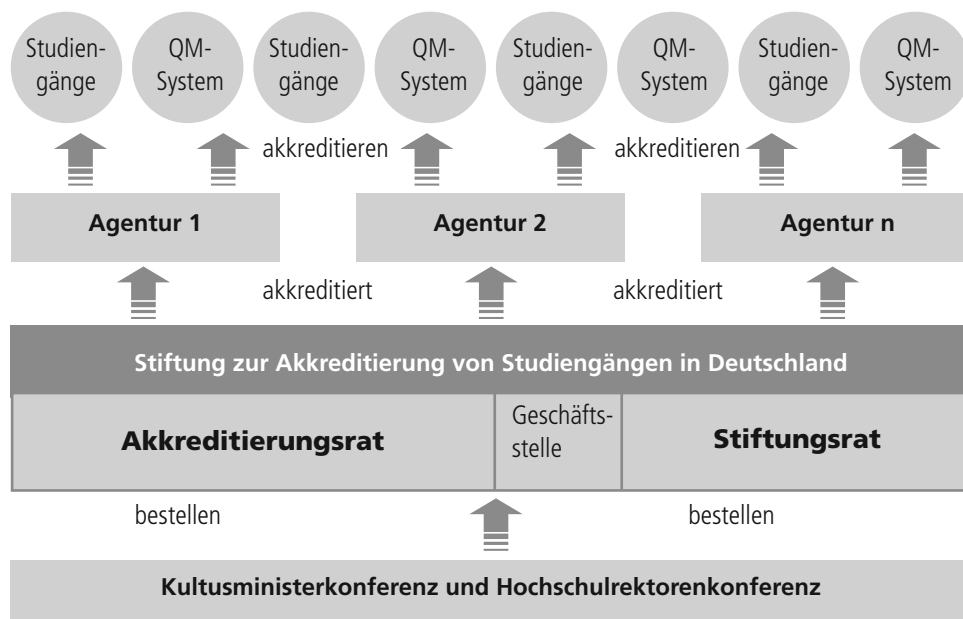 Studien-
gänge
QM-
System
Studien-
gänge
QM-
System
Studien-
gänge
QM-
System
Studien-
gänge
QM-
System
akkreditieren
akkreditieren
Agentur 1
Agentur 2
Agentur n
akkreditiert
akkreditiert
Stiftung zur Akkreditierung von Studiengängen in Deutschland
Akkreditierungsrat
Geschäfts-
stelle
Stiftungsrat
bestellen
bestellen
Kultusministerkonferenz und Hochschulrektorenkonferenz